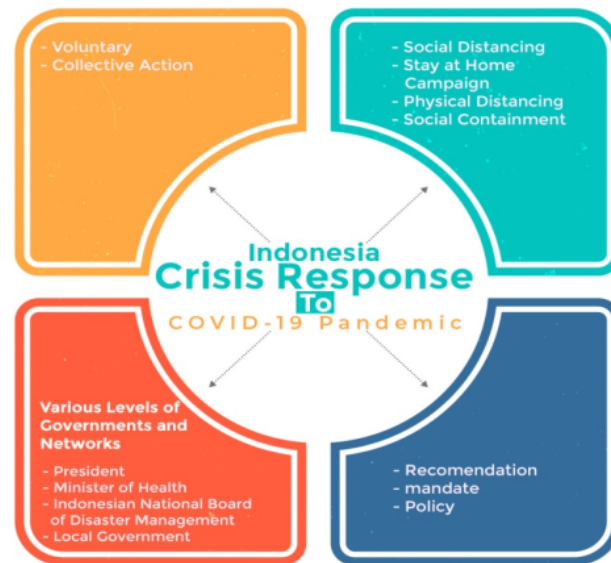 - Voluntary
- Collective Action
- Social Distancing
- Stay at Home
Campaign
- Physical Distancing
- Social Containment
Indonesia
Crisis Response
To
COVID-19 Pandemic
Various Levels of
Governments and
Networks
- President
- Minister of Health
- Indonesian National Board
of Disaster Management
- Local Government
- Recomendation
- mandate
- Policy